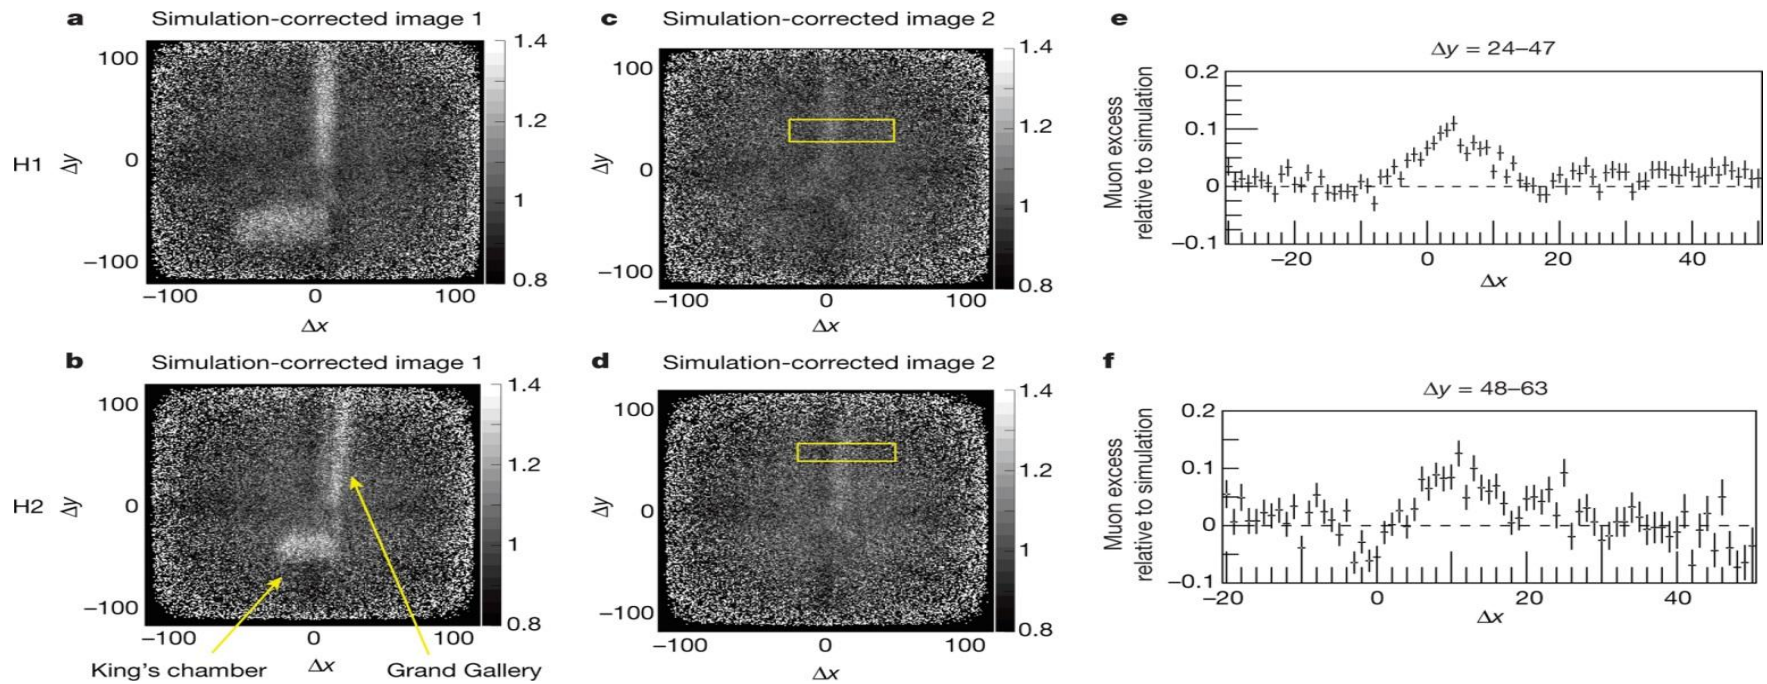 a Simulation-corrected image 1
H1
Δy
100
0
−100
1.4
1.2
1
0.8
−100 0 100
Δx
c Simulation-corrected image 2
Δy
100
0
−100
1.4
1.2
1
0.8
−100 0 100
Δx
e
Δy = 24–47
Muon excess
relative to simulation
0.2
0.1
0
−0.1
−20 0 20 40
Δx
b Simulation-corrected image 1
H2
Δy
100
0
−100
1.4
1.2
1
0.8
−100 0 100
King's chamber Δx Grand Gallery
d Simulation-corrected image 2
Δy
100
0
−100
1.4
1.2
1
0.8
−100 0 100
Δx
f
Δy = 48–63
Muon excess
relative to simulation
0.2
0.1
0
−0.1
−20 0 20 40
Δx